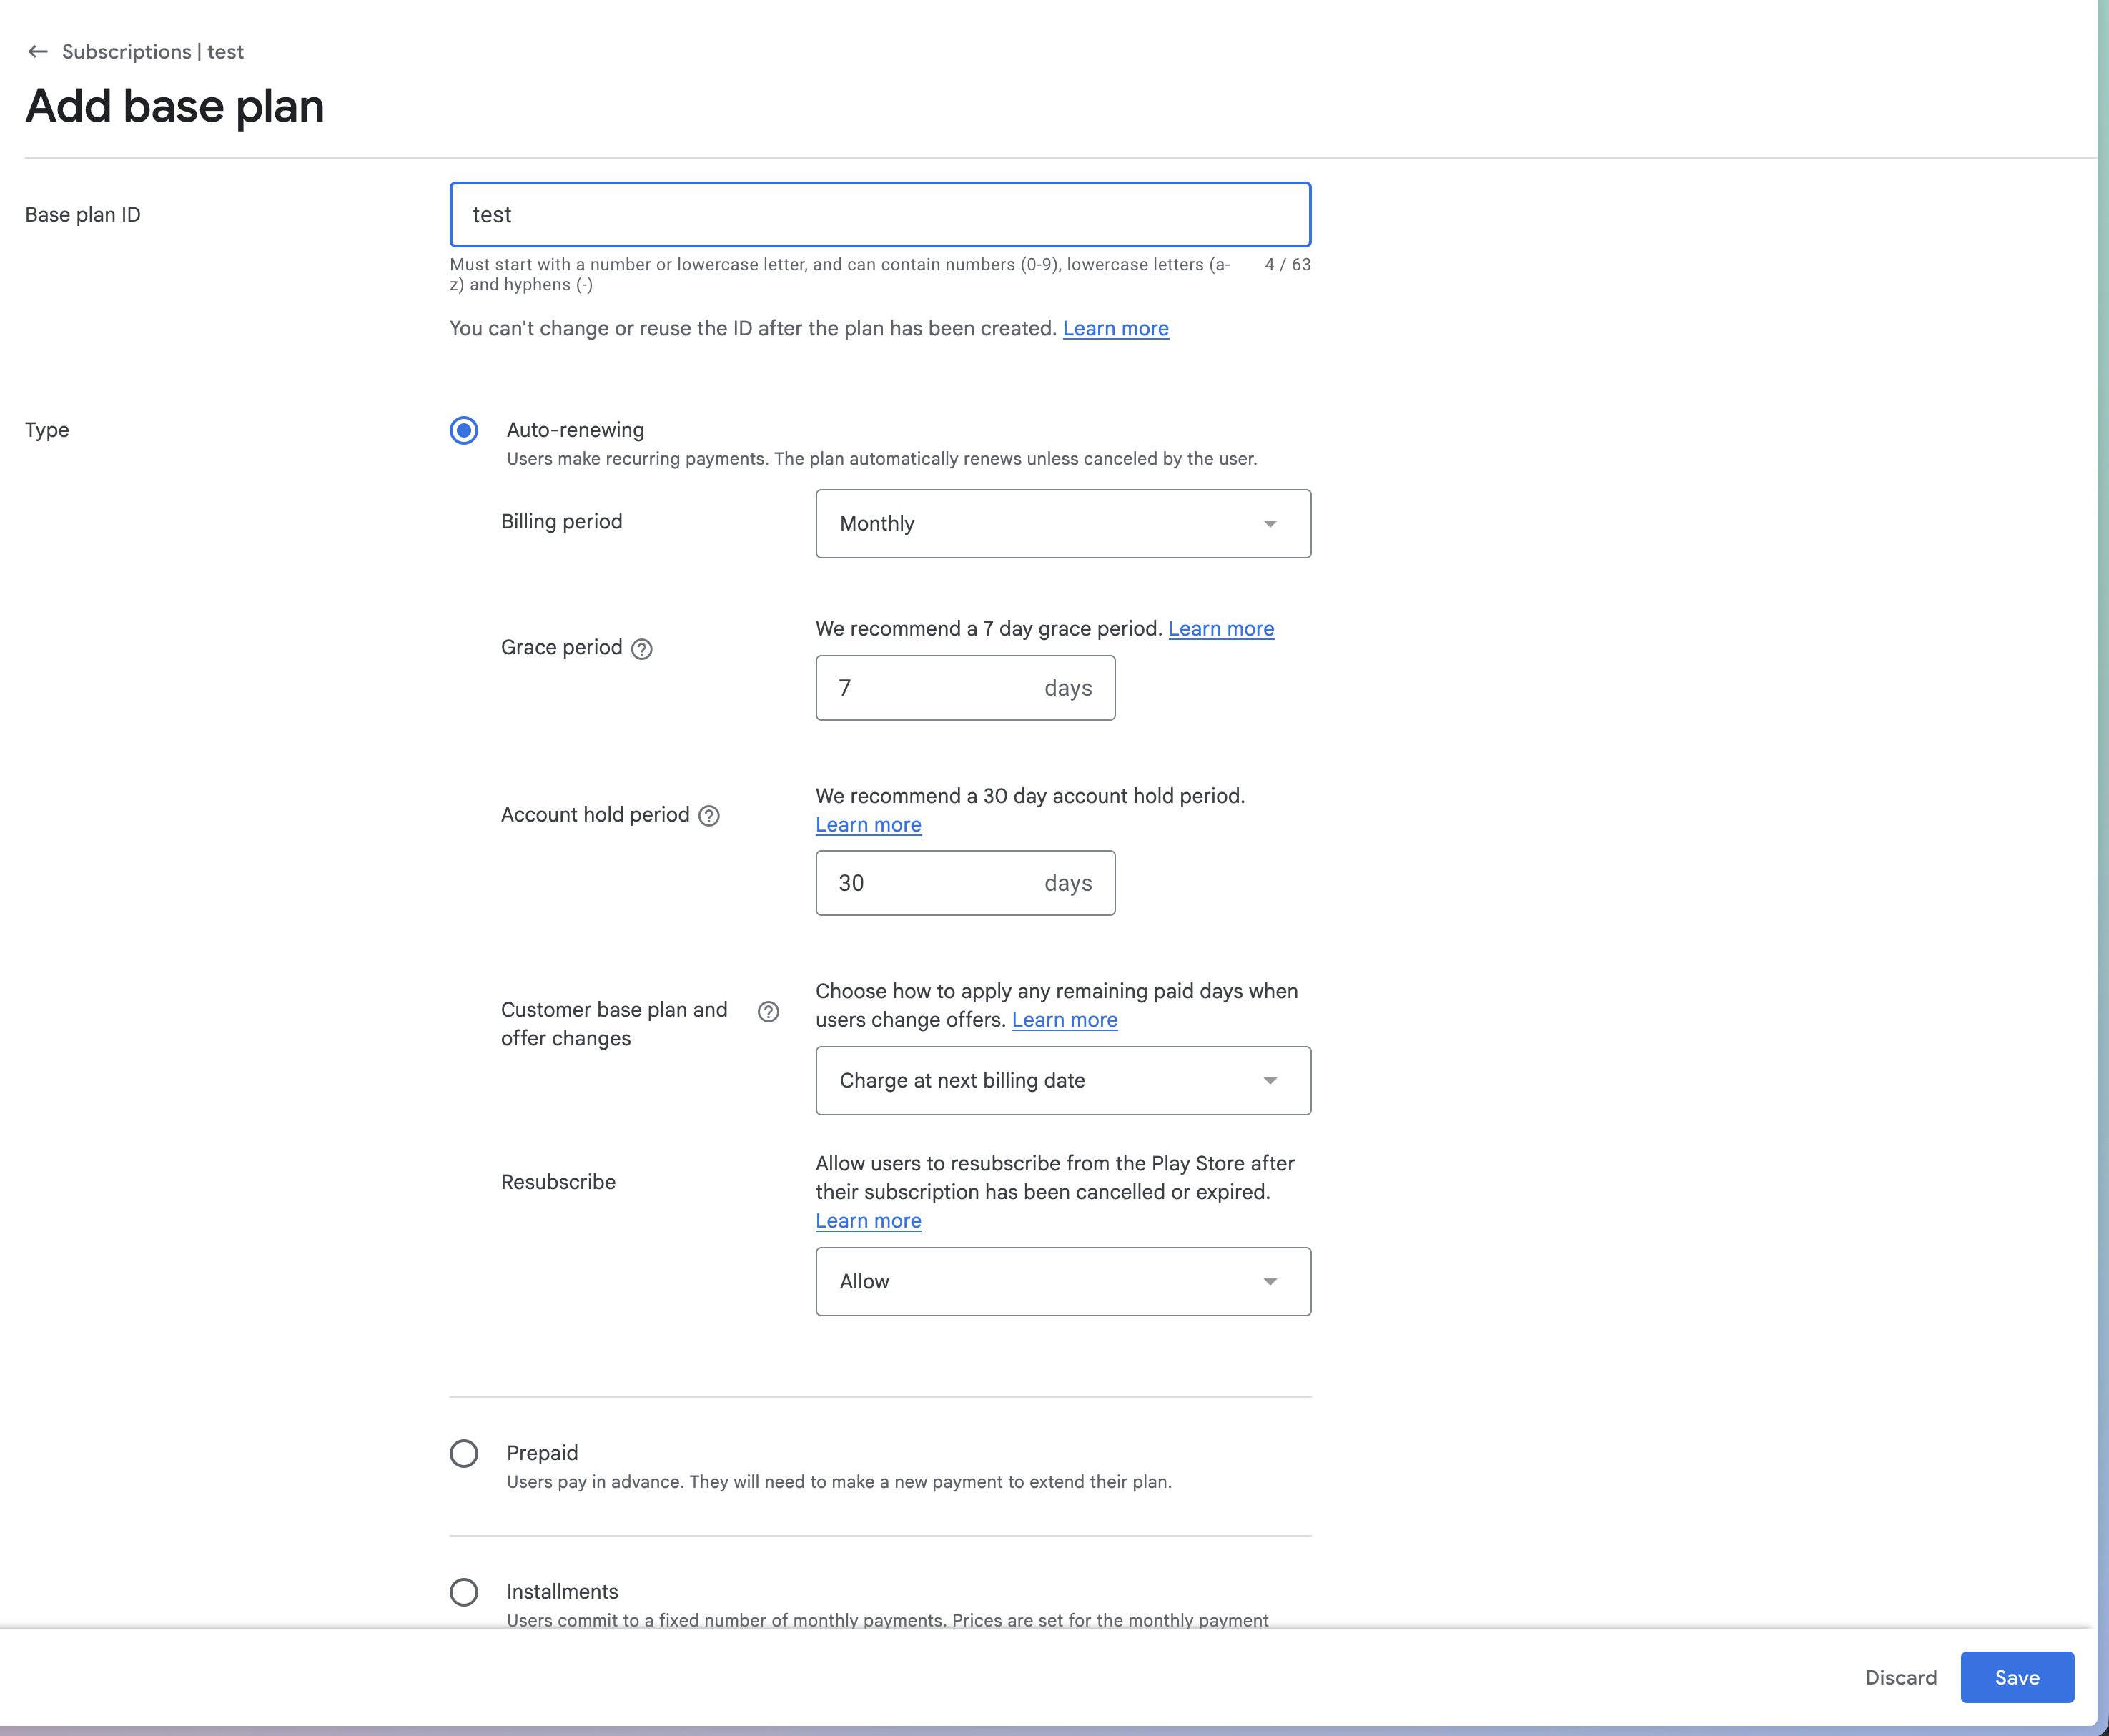 Subscriptions | test
Add base plan
Base plan ID
test
Must start with a number or lowercase letter, and can contain numbers (0-9), lowercase letters (a-
z) and hyphens (-)
4 / 63
You can't change or reuse the ID after the plan has been created. Learn more
Type
Auto-renewing
Users make recurring payments. The plan automatically renews unless canceled by the user.
Billing period
Monthly
Grace period
We recommend a 7 day grace period. Learn more
7 days
Account hold period
We recommend a 30 day account hold period.
Learn more
30 days
Customer base plan and
offer changes
Choose how to apply any remaining paid days when
users change offers. Learn more
Charge at next billing date
Resubscribe
Allow users to resubscribe from the Play Store after
their subscription has been cancelled or expired.
Learn more
Allow
Prepaid
Users pay in advance. They will need to make a new payment to extend their plan.
Installments
Users commit to a fixed number of monthly payments. Prices are set for the monthly payment
Discard
Save